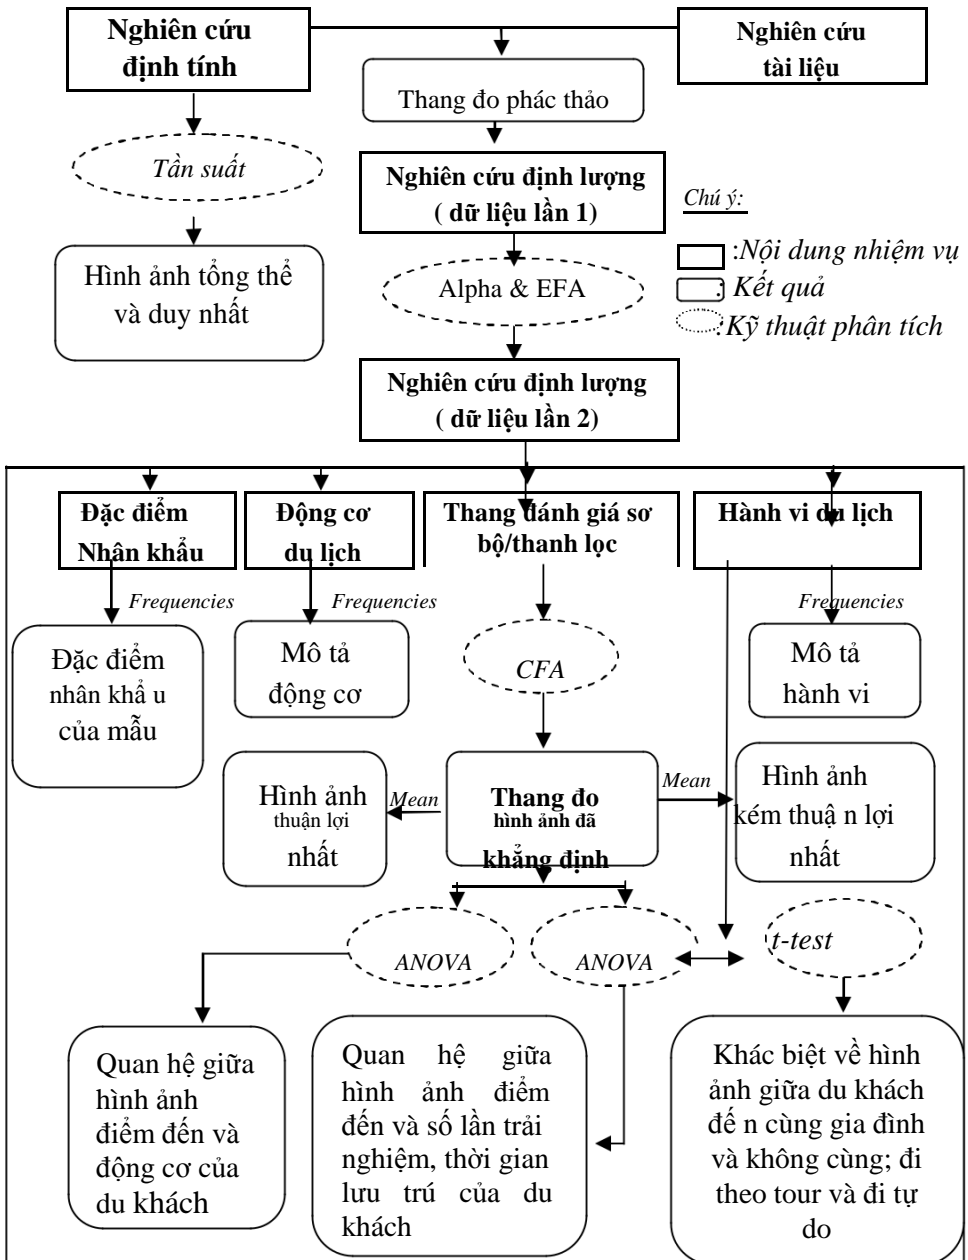 Nghiên cứu
định tính
Nghiên cứu
tài liệu
Thang đo phác thảo
Tần suất
Nghiên cứu định lượng
( dữ liệu lần 1)
Chú ý:
:Nội dung nhiệm vụ
: Kết quả
:Kỹ thuật phân tích
Hình ảnh tổng thể
và duy nhất
Alpha & EFA
Nghiên cứu định lượng
( dữ liệu lần 2)
Đặc điểm
Nhân khẩu
Động cơ
du lịch
Thang đánh giá sơ
bộ/thanh lọc
Hành vi du lịch
Frequencies
Frequencies
Frequencies
Đặc điểm
nhân khẩ u
của mẫu
Mô tả
động cơ
CFA
Mô tả
hành vi
Hình ảnh
thuận lợi
nhất
Mean
Thang đo
hình ảnh đã
khẳng định
Mean
Hình ảnh
kém thuậ n lợi
nhất
ANOVA
ANOVA
t-test
Quan hệ giữa
hình ảnh
điểm đến và
động cơ của
du khách
Quan hệ giữa
hình ảnh điểm
đến và số lần trải
nghiệm, thời gian
lưu trú của du
khách
Khác biệt về hình
ảnh giữa du khách
đế n cùng gia đình
và không cùng; đi
theo tour và đi tự
do